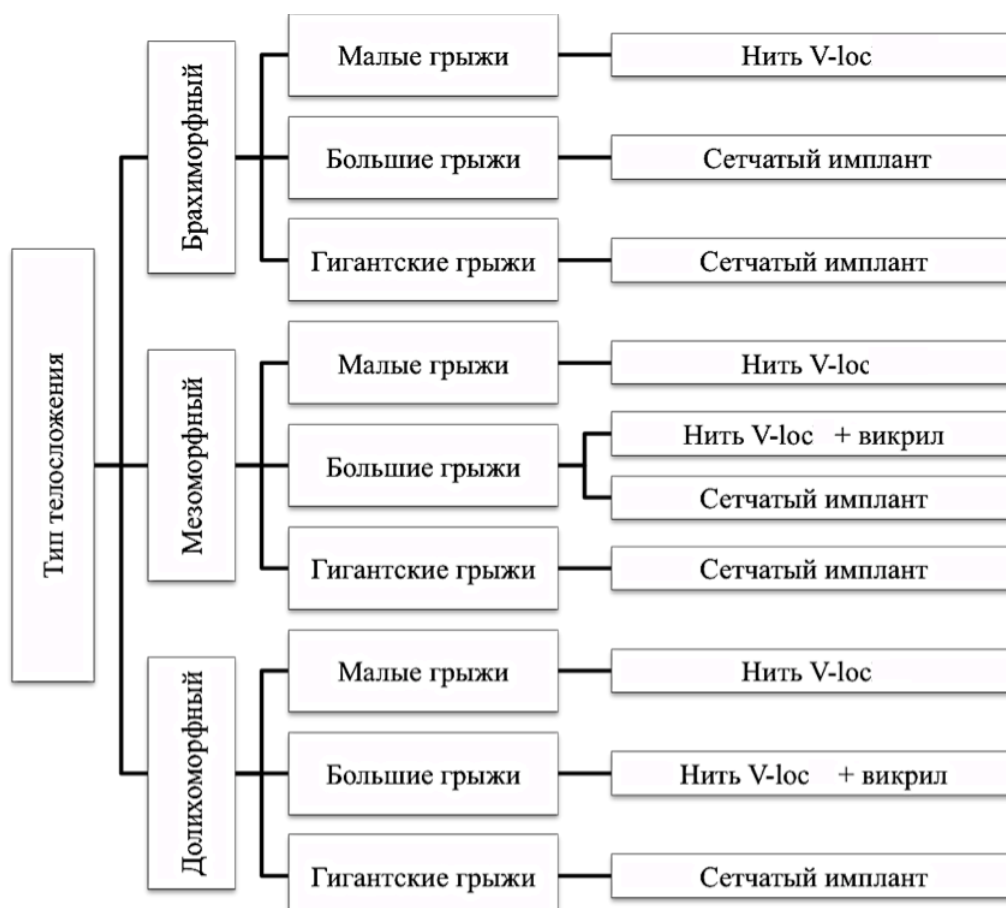 Тип телосложения
Брахиморфный
Малые грыжи
Нить V-loc
Большие грыжи
Сетчатый имплант
Гигантские грыжи
Сетчатый имплант
Мезоморфный
Малые грыжи
Нить V-loc
Большие грыжи
Нить V-loc + викрил
Сетчатый имплант
Гигантские грыжи
Сетчатый имплант
Долихоморфный
Малые грыжи
Нить V-loc
Большие грыжи
Нить V-loc + викрил
Гигантские грыжи
Сетчатый имплант